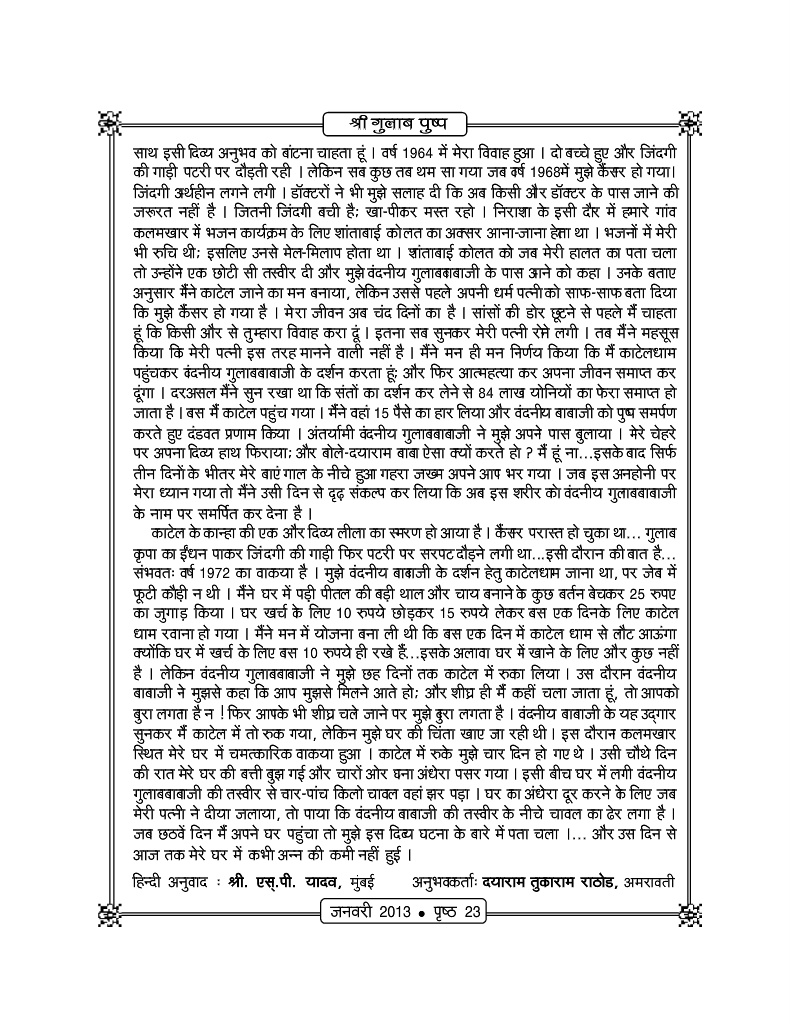 श्री गुलाब पुष्प
साथ इसी दिव्य अनुभव को बांटना चाहता हूं । वर्ष 1964 में मेरा विवाह हुआ । दो बच्चे हुए और जिंदगी
की गाड़ी पटरी पर दौड़ती रही । लेकिन सब कुछ तब थम सा गया जब वर्ष 1968में मुझे कैंसर हो गया।
जिंदगी अर्थहीन लगने लगी । डॉक्टरों ने भी मुझे सलाह दी कि अब किसी और डॉक्टर के पास जाने की
जरूरत नहीं है । जितनी जिंदगी बची है; खा-पीकर मस्त रहो । निराशा के इसी दौर में हमारे गांव
कलमखार में भजन कार्यक्रम के लिए शांताबाई कोलत का अक्सर आना-जाना होता था । भजनों में मेरी
भी रुचि थी; इसलिए उनसे मेल-मिलाप होता था । शांताबाई कोलत को जब मेरी हालत का पता चला
तो उन्होंने एक छोटी सी तस्वीर दी और मुझे वंदनीय गुलाबबाबाजी के पास आने को कहा । उनके बताए
अनुसार मैंने काटेल जाने का मन बनाया, लेकिन उससे पहले अपनी धर्म पत्नी को साफ-साफ बता दिया
कि मुझे कैंसर हो गया है । मेरा जीवन अब चंद दिनों का है । सांसों की डोर छूटने से पहले मैं चाहता
हूं कि किसी और से तुम्हारा विवाह करा दूं । इतना सब सुनकर मेरी पत्नी रोने लगी । तब मैंने महसूस
किया कि मेरी पत्नी इस तरह मानने वाली नहीं है । मैंने मन ही मन निर्णय किया कि मैं काटेलधाम
पहुंचकर वंदनीय गुलाबबाबाजी के दर्शन करता हूं; और फिर आत्महत्या कर अपना जीवन समाप्त कर
दूंगा । दरअसल मैंने सुन रखा था कि संतों का दर्शन कर लेने से 84 लाख योनियों का फेरा समाप्त हो
जाता है । बस मैं काटेल पहुंच गया । मैंने वहां 15 पैसे का हार लिया और वंदनीय बाबाजी को पुष्प समर्पण
करते हुए दंडवत प्रणाम किया । अंतर्यामी वंदनीय गुलाबबाबाजी ने मुझे अपने पास बुलाया । मेरे चेहरे
पर अपना दिव्य हाथ फिराया; और बोले-दयाराम बाबा ऐसा क्यों करते हो ? मैं हूं ना...इसके बाद सिर्फ
तीन दिनों के भीतर मेरे बाएं गाल के नीचे हुआ गहरा जख्म अपने आप भर गया । जब इस अनहोनी पर
मेरा ध्यान गया तो मैंने उसी दिन से दृढ़ संकल्प कर लिया कि अब इस शरीर को वंदनीय गुलाबबाबाजी
के नाम पर समर्पित कर देना है ।
काटेल के कान्हा की एक और दिव्य लीला का स्मरण हो आया है । कैंसर परास्त हो चुका था... गुलाब
कृपा का ईंधन पाकर जिंदगी की गाड़ी फिर पटरी पर सरपट दौड़ने लगी था...इसी दौरान की बात है...
संभवतः वर्ष 1972 का वाकया है । मुझे वंदनीय बाबाजी के दर्शन हेतु काटेलधाम जाना था, पर जेब में
फूटी कौड़ी न थी । मैंने घर में पड़ी पीतल की बड़ी थाल और चाय बनाने के कुछ बर्तन बेचकर 25 रुपए
का जुगाड़ किया । घर खर्च के लिए 10 रुपये छोड़कर 15 रुपये लेकर बस एक दिनके लिए काटेल
धाम रवाना हो गया । मैंने मन में योजना बना ली थी कि बस एक दिन में काटेल धाम से लौट आऊंगा
क्योंकि घर में खर्च के लिए बस 10 रुपये ही रखे हैं...इसके अलावा घर में खाने के लिए और कुछ नहीं
है । लेकिन वंदनीय गुलाबबाबाजी ने मुझे छह दिनों तक काटेल में रुका लिया । उस दौरान वंदनीय
बाबाजी ने मुझसे कहा कि आप मुझसे मिलने आते हो; और शीघ्र ही मैं कहीं चला जाता हूं, तो आपको
बुरा लगता है न ! फिर आपके भी शीघ्र चले जाने पर मुझे बुरा लगता है । वंदनीय बाबाजी के यह उद्‌गार
सुनकर मैं काटेल में तो रुक गया, लेकिन मुझे घर की चिंता खाए जा रही थी । इस दौरान कलमखार
स्थित मेरे घर में चमत्कारिक वाकया हुआ । काटेल में रुके मुझे चार दिन हो गए थे । उसी चौथे दिन
की रात मेरे घर की बत्ती बुझ गई और चारों ओर घना अंधेरा पसर गया । इसी बीच घर में लगी वंदनीय
गुलाबबाबाजी की तस्वीर से चार-पांच किलो चावल वहां झर पड़ा । घर का अंधेरा दूर करने के लिए जब
मेरी पत्नी ने दीया जलाया, तो पाया कि वंदनीय बाबाजी की तस्वीर के नीचे चावल का ढेर लगा है ।
जब छठवें दिन मैं अपने घर पहुंचा तो मुझे इस दिव्य घटना के बारे में पता चला ।... और उस दिन से
आज तक मेरे घर में कभी अन्न की कमी नहीं हुई ।
हिन्दी अनुवाद : श्री. एस्.पी. यादव, मुंबई अनुभवकर्ताः दयाराम तुकाराम राठोड, अमरावती
जनवरी 2013 ● पृष्ठ 23